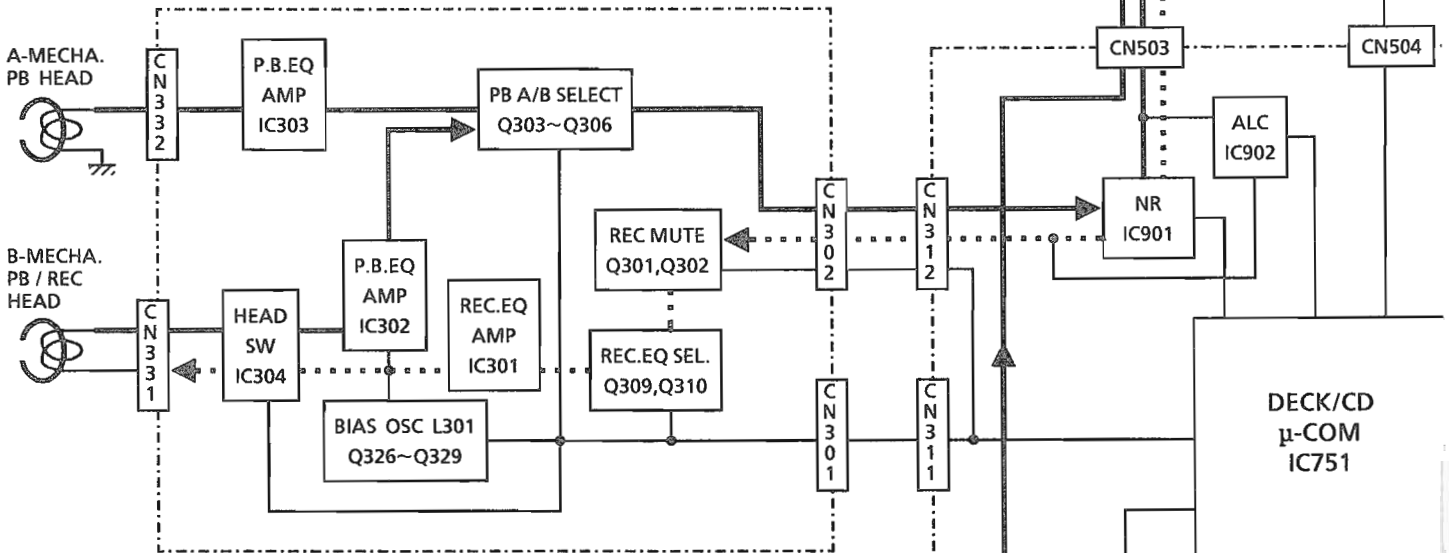 A-MECHA.
PB HEAD
CN332
P.B.EQ
AMP
IC303
PB A/B SELECT
Q303~Q306
CN503
CN504
ALC
IC902
NR
IC901
CN302
CN312
REC MUTE
Q301,Q302
B-MECHA.
PB / REC
HEAD
CN331
HEAD
SW
IC304
P.B.EQ
AMP
IC302
REC.EQ
AMP
IC301
REC.EQ SEL.
Q309,Q310
BIAS OSC L301
Q326~Q329
CN301
CN311
DECK/CD
µ-COM
IC751